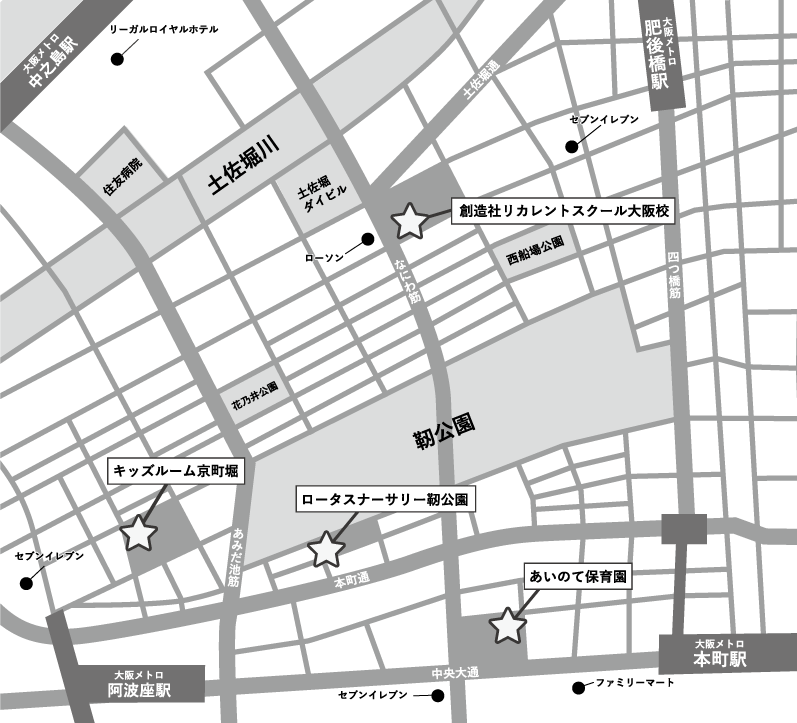 リーガルロイヤルホテル
大阪メトロ
中之島駅
大阪メトロ
肥後橋駅
土佐堀通
セブンイレブン
住友病院
土佐堀川
土佐堀
ダイビル
創造社リカレントスクール大阪校
ローソン
なにわ筋
西船場公園
四つ橋筋
花乃井公園
靭公園
キッズルーム京町堀
ロータスナーサリー靭公園
セブンイレブン
あみだ池筋
本町通
あいのて保育園
大阪メトロ
阿波座駅
中央大通
大阪メトロ
本町駅
セブンイレブン
ファミリーマート